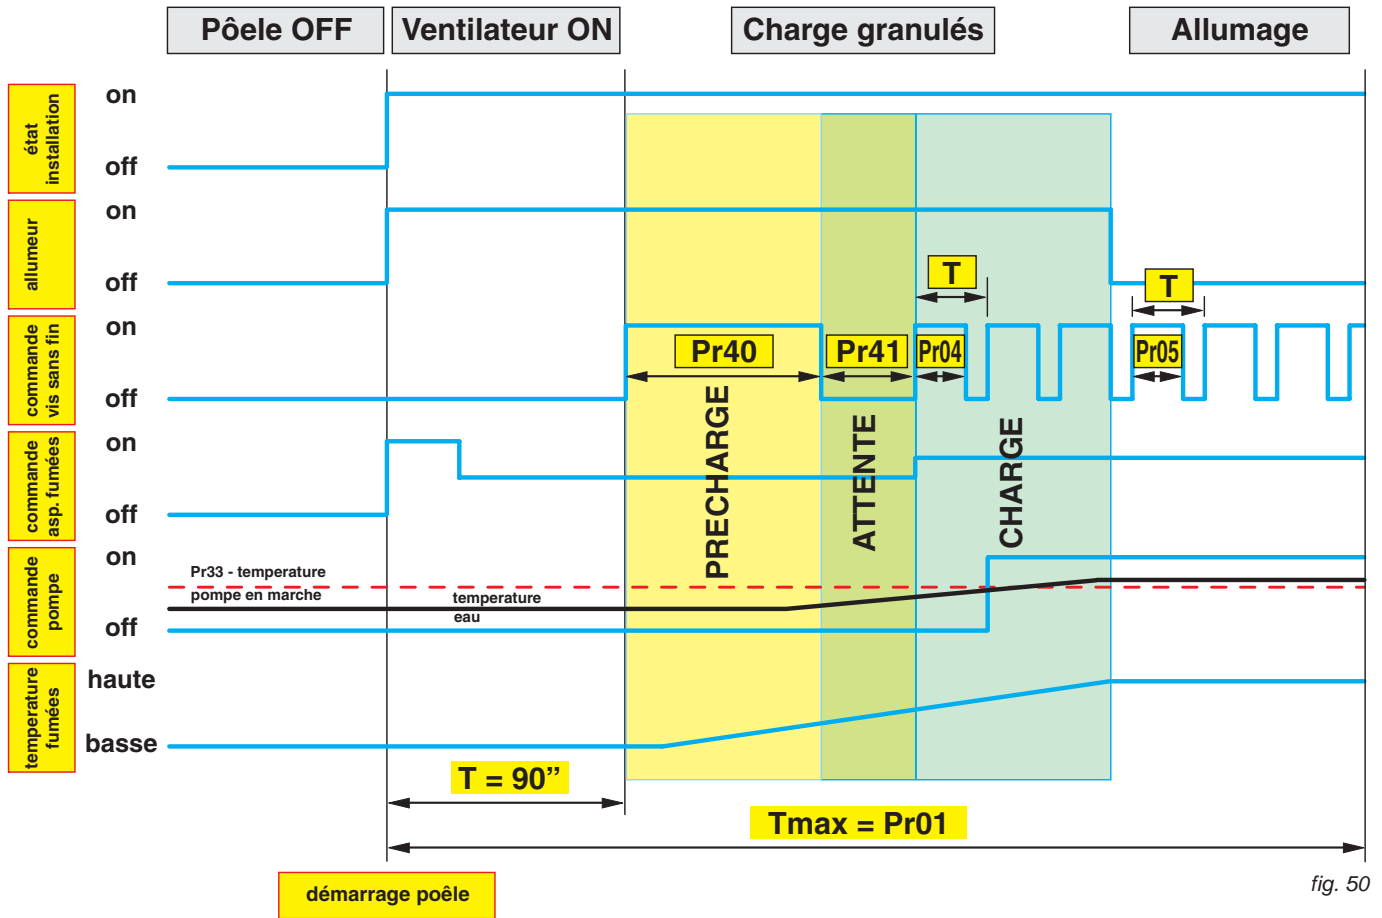 Pôele OFF
Ventilateur ON
Charge granulés
Allumage
état
installation
on
off
allumeur
on
off
T
T
commande
vis sans fin
on
off
Pr40
Pr41
Pr04
Pr05
PRECHARGE
ATTENTE
CHARGE
commande
asp. fumées
on
off
commande
pompe
on
off
Pr33 - temperature
pompe en marche
temperature
eau
temperature
fumées
haute
basse
T = 90”
Tmax = Pr01
démarrage poêle
fig. 50